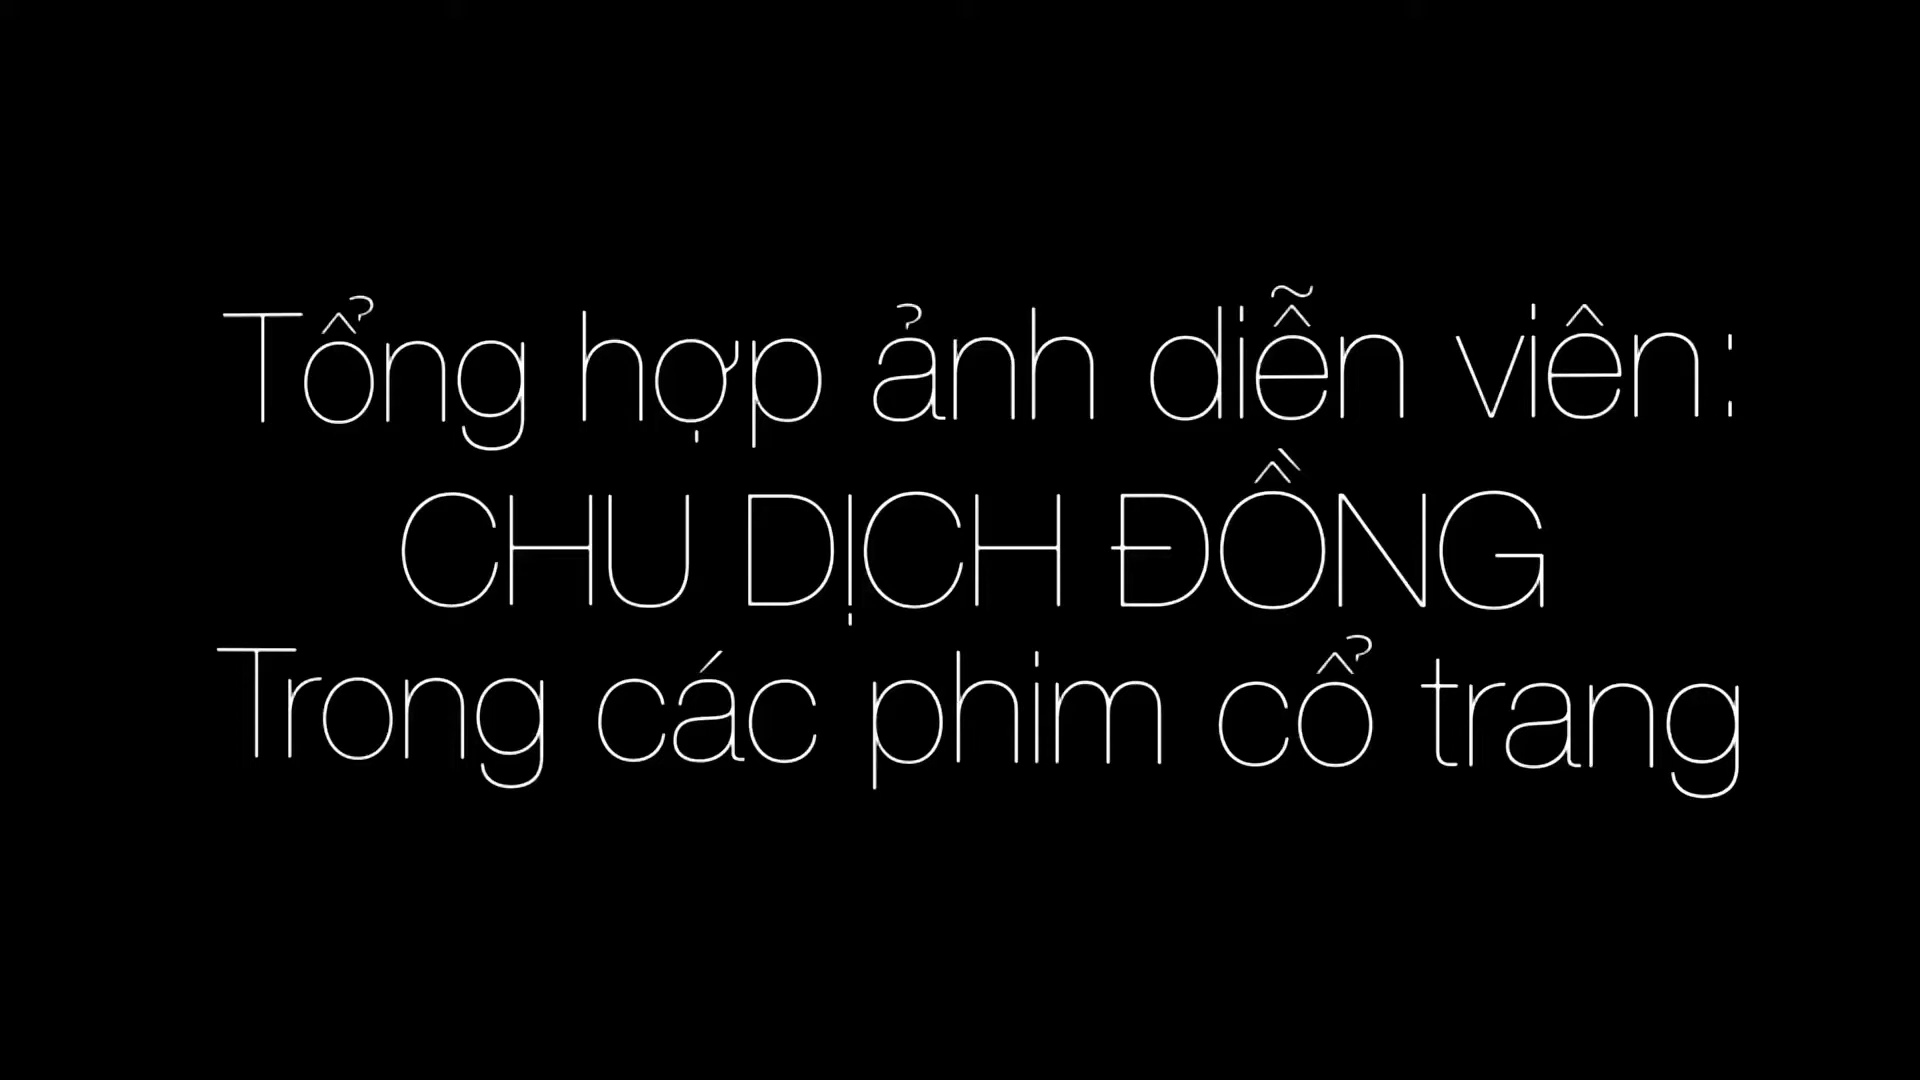 Tổng hợp ảnh diễn viên:
CHU DỊCH ĐỒNG
Trong các phim cổ trang